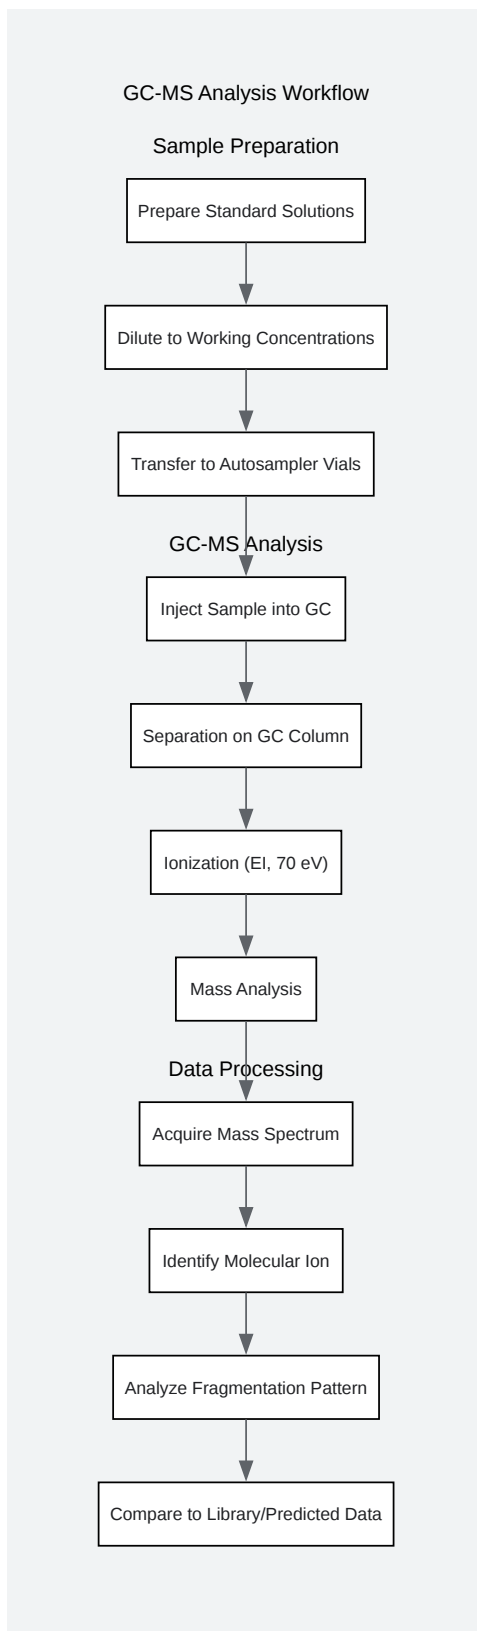 GC-MS Analysis Workflow
Sample Preparation
Prepare Standard Solutions
Dilute to Working Concentrations
Transfer to Autosampler Vials
GC-MS Analysis
Inject Sample into GC
Separation on GC Column
Ionization (EI, 70 eV)
Mass Analysis
Data Processing
Acquire Mass Spectrum
Identify Molecular Ion
Analyze Fragmentation Pattern
Compare to Library/Predicted Data